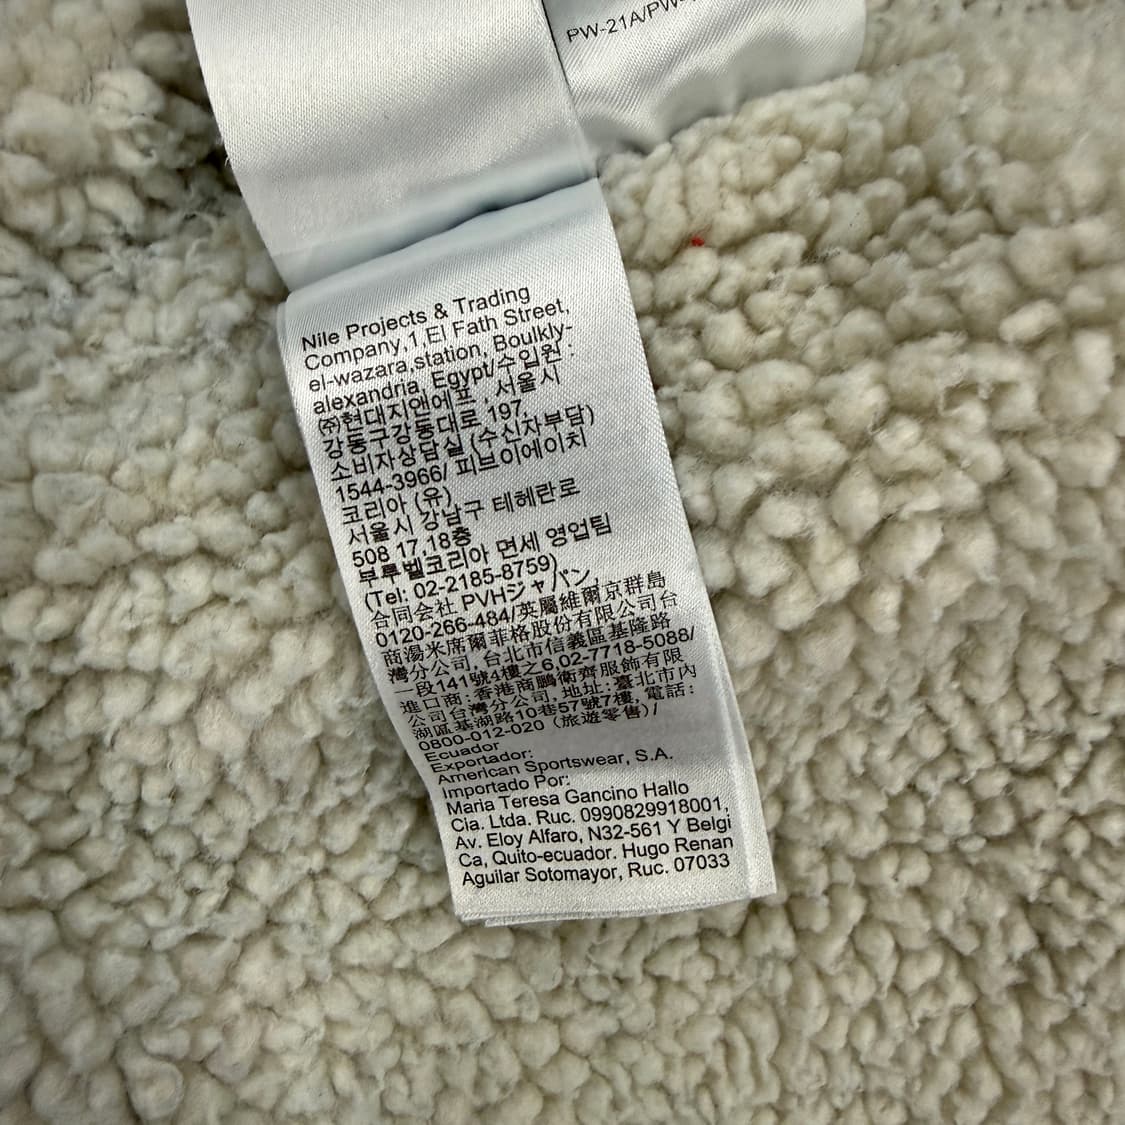 PW-21A/PW-
Nile Projects & Trading
Company,1,El Fath Street,
el-wazara,station, Boulkly-
alexandria, Egypt/수입원 :
㈜현대지앤에프 , 서울시
강동구강동대로 197,
소비자상담실 (수신자부담)
1544-3966/ 피브이에이치
코리아 (유),
서울시 강남구 테헤란로
508 17,18층
부루벨코리아 면세 영업팀
(Tel: 02-2185-8759)
合同会社 PVHジャパン,
0120-266-484/英屬維爾京群島
商湯米席爾菲格股份有限公司台
灣分公司, 台北市信義區基隆路
一段141號4樓之6,02-7718-5088/
進口商:香港商鵬衛齊服飾有限
公司台灣分公司, 地址:臺北市內
湖區基湖路10巷57號7樓, 電話:
0800-012-020 (旅遊零售)/
Ecuador
Exportador:
American Sportswear, S.A.
Importado Por:
Maria Teresa Gancino Hallo
Cia. Ltda. Ruc. 0990829918001,
Av. Eloy Alfaro, N32-561 Y Belgi
Ca, Quito-ecuador. Hugo Renan
Aguilar Sotomayor, Ruc. 07033